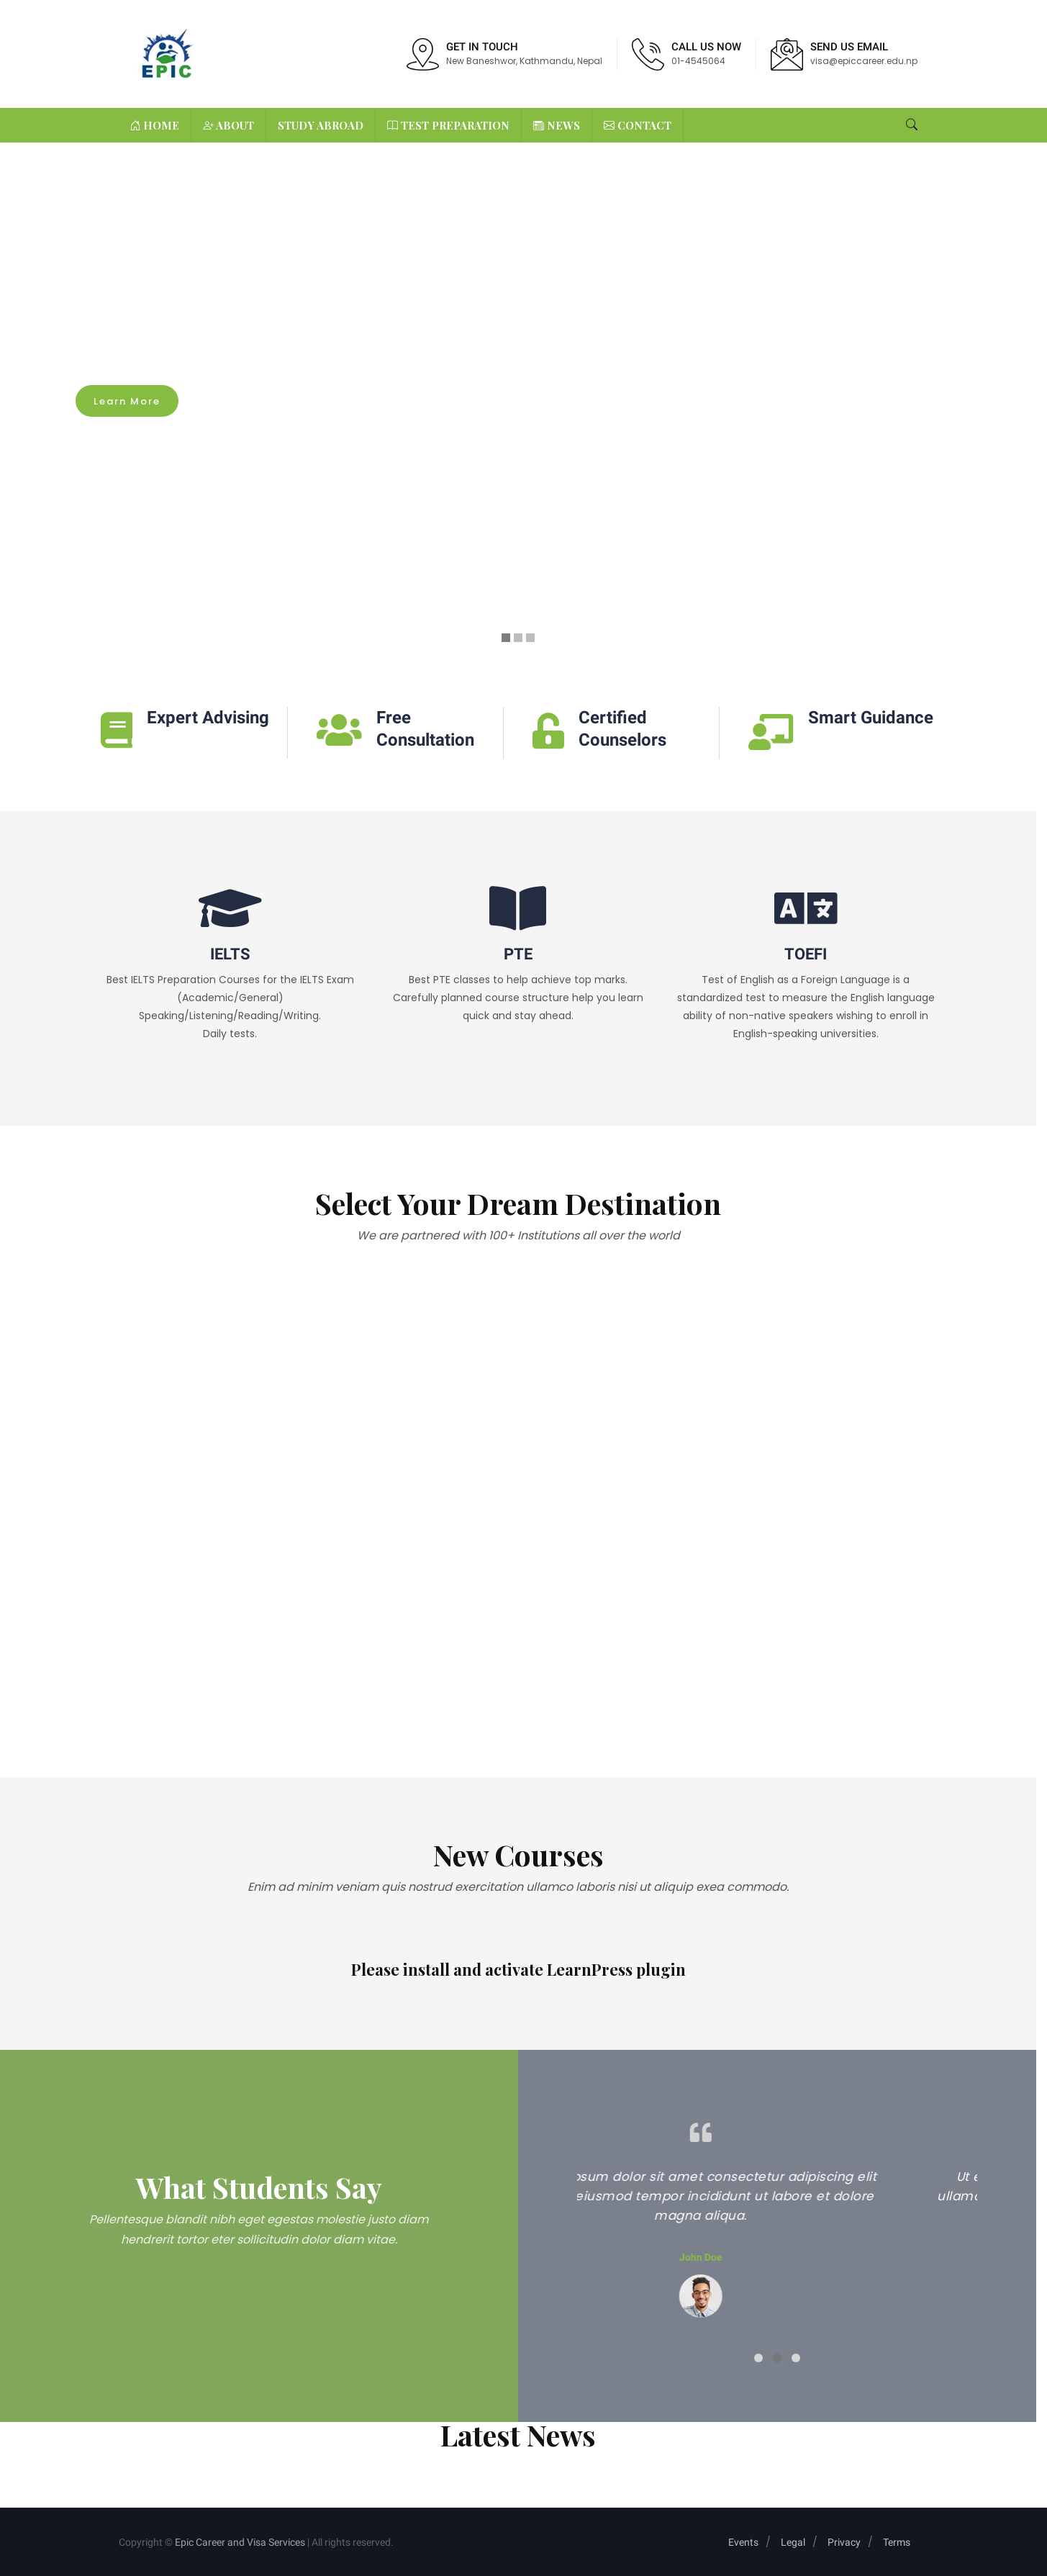 EPIC
GET IN TOUCH
New Baneshwor, Kathmandu, Nepal
CALL US NOW
01-4545064
SEND US EMAIL
visa@epiccareer.edu.np
HOME
ABOUT
STUDY ABROAD
TEST PREPARATION
NEWS
CONTACT
Learn More
Expert Advising
Free
Consultation
Certified
Counselors
Smart Guidance
IELTS
Best IELTS Preparation Courses for the IELTS Exam
(Academic/General)
Speaking/Listening/Reading/Writing.
Daily tests.
PTE
Best PTE classes to help achieve top marks.
Carefully planned course structure help you learn
quick and stay ahead.
A
TOEFI
Test of English as a Foreign Language is a
standardized test to measure the English language
ability of non-native speakers wishing to enroll in
English-speaking universities.
Select Your Dream Destination
We are partnered with 100+ Institutions all over the world
New Courses
Enim ad minim veniam quis nostrud exercitation ullamco laboris nisi ut aliquip exea commodo.
Please install and activate LearnPress plugin
What Students Say
Pellentesque blandit nibh eget egestas molestie justo diam
hendrerit tortor eter sollicitudin dolor diam vitae.
dolor sit amet consectetur adipiscing elit
eiusmod tempor incididunt ut labore et dolore
magna aliqua.
Ut
John Doe
Latest News
Copyright © Epic Career and Visa Services | All rights reserved.
Events / Legal / Privacy / Terms